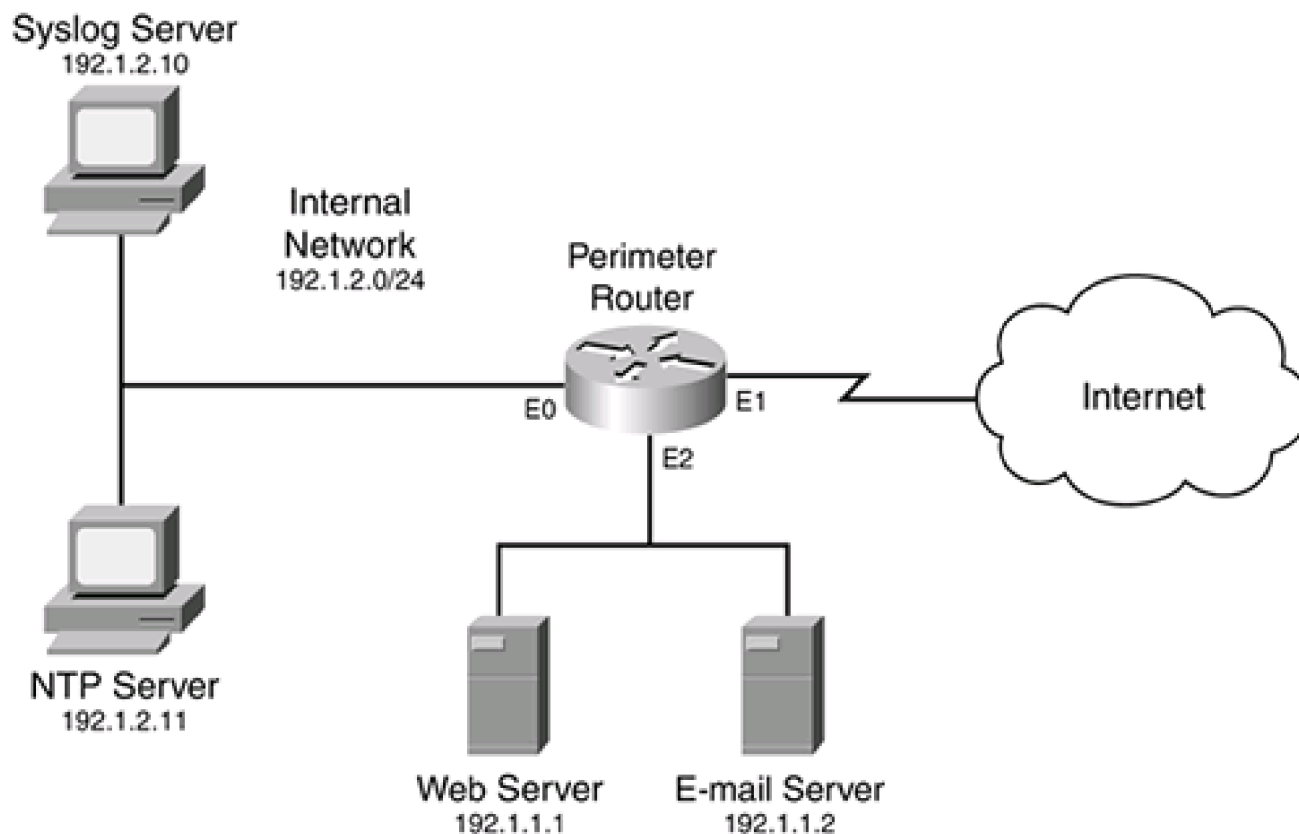 Syslog Server
192.1.2.10
Internal
Network
192.1.2.0/24
Perimeter
Router
E0
E1
E2
Internet
NTP Server
192.1.2.11
Web Server
192.1.1.1
E-mail Server
192.1.1.2